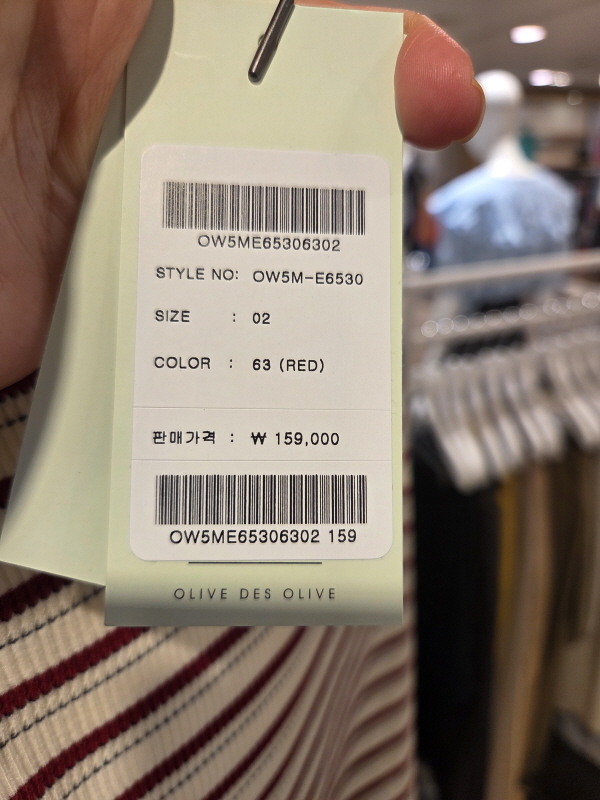 OW5ME65306302
STYLE NO: OW5M-E6530
SIZE : 02
COLOR : 63 (RED)
판매가격 : ₩ 159,000
OW5ME65306302 159
OLIVE DES OLIVE